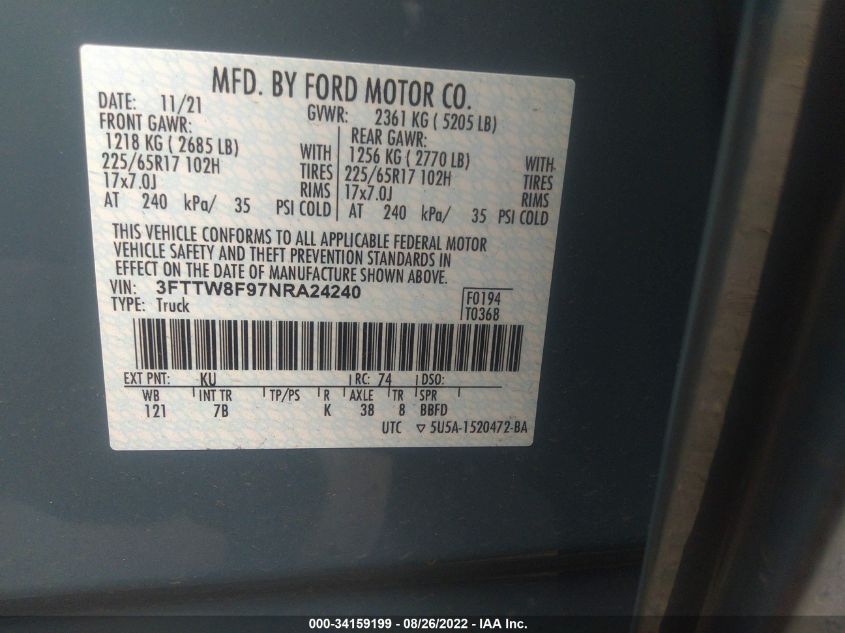 MFD. BY FORD MOTOR CO.
DATE: 11/21 GVWR: 2361 KG ( 5205 LB)
FRONT GAWR: REAR GAWR:
1218 KG ( 2685 LB) WITH 1256 KG ( 2770 LB) WITH
225/65R17 102H TIRES 225/65R17 102H TIRES
17x7.0J RIMS 17x7.0J RIMS
AT 240 kPa/ 35 PSI COLD AT 240 kPa/ 35 PSI COLD
THIS VEHICLE CONFORMS TO ALL APPLICABLE FEDERAL MOTOR
VEHICLE SAFETY AND THEFT PREVENTION STANDARDS IN
EFFECT ON THE DATE OF MANUFACTURE SHOWN ABOVE.
VIN: 3FTTW8F97NRA24240 F0194
TYPE: Truck T0368
EXT PNT: KU RC: 74 DSO:
WB INT TR TP/PS R AXLE TR SPR
121 7B K 38 8 BBFD
UTC ▽ 5U5A-1520472-BA
000-34159199 - 08/26/2022 - IAA Inc.